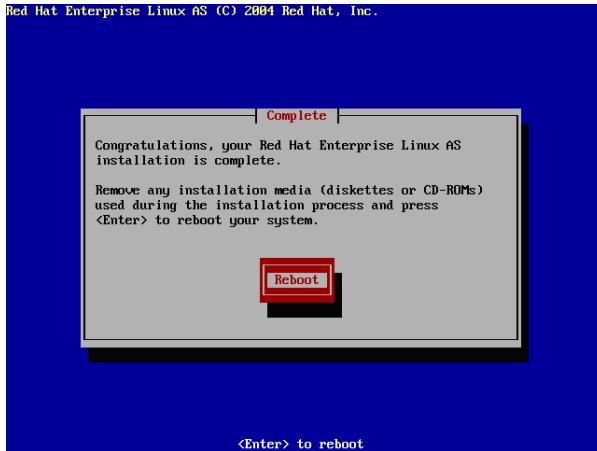 Red Hat Enterprise Linux AS (C) 2004 Red Hat, Inc.
Complete
Congratulations, your Red Hat Enterprise Linux AS
installation is complete.
Remove any installation media (diskettes or CD-ROMs)
used during the installation process and press
<Enter> to reboot your system.
Reboot
<Enter> to reboot